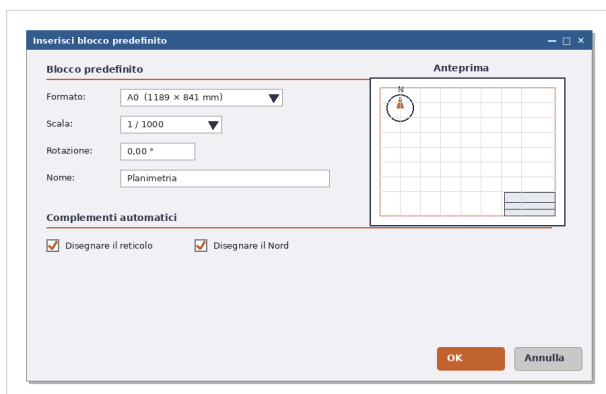 Inserisci blocco predefinito
Blocco predefinito
Anteprima
Formato: A0 (1189 × 841 mm)
N
Scala: 1 / 1000
Rotazione: 0,00 °
Nome: Planimetria
Complementi automatici
Disegnare il reticolo Disegnare il Nord
OK Annulla